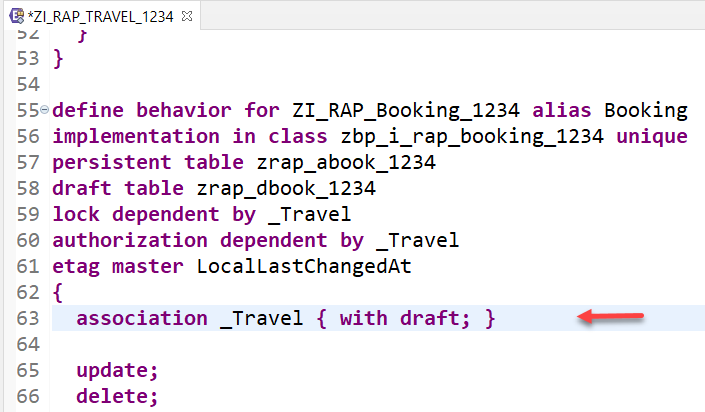 *ZI_RAP_TRAVEL_1234
52 }
53 }
54
55 define behavior for ZI_RAP_Booking_1234 alias Booking
56 implementation in class zbp_i_rap_booking_1234 unique
57 persistent table zrap_abook_1234
58 draft table zrap_dbook_1234
59 lock dependent by _Travel
60 authorization dependent by _Travel
61 etag master LocalLastChangedAt
62 {
63 association _Travel { with draft; }
64
65 update;
66 delete;